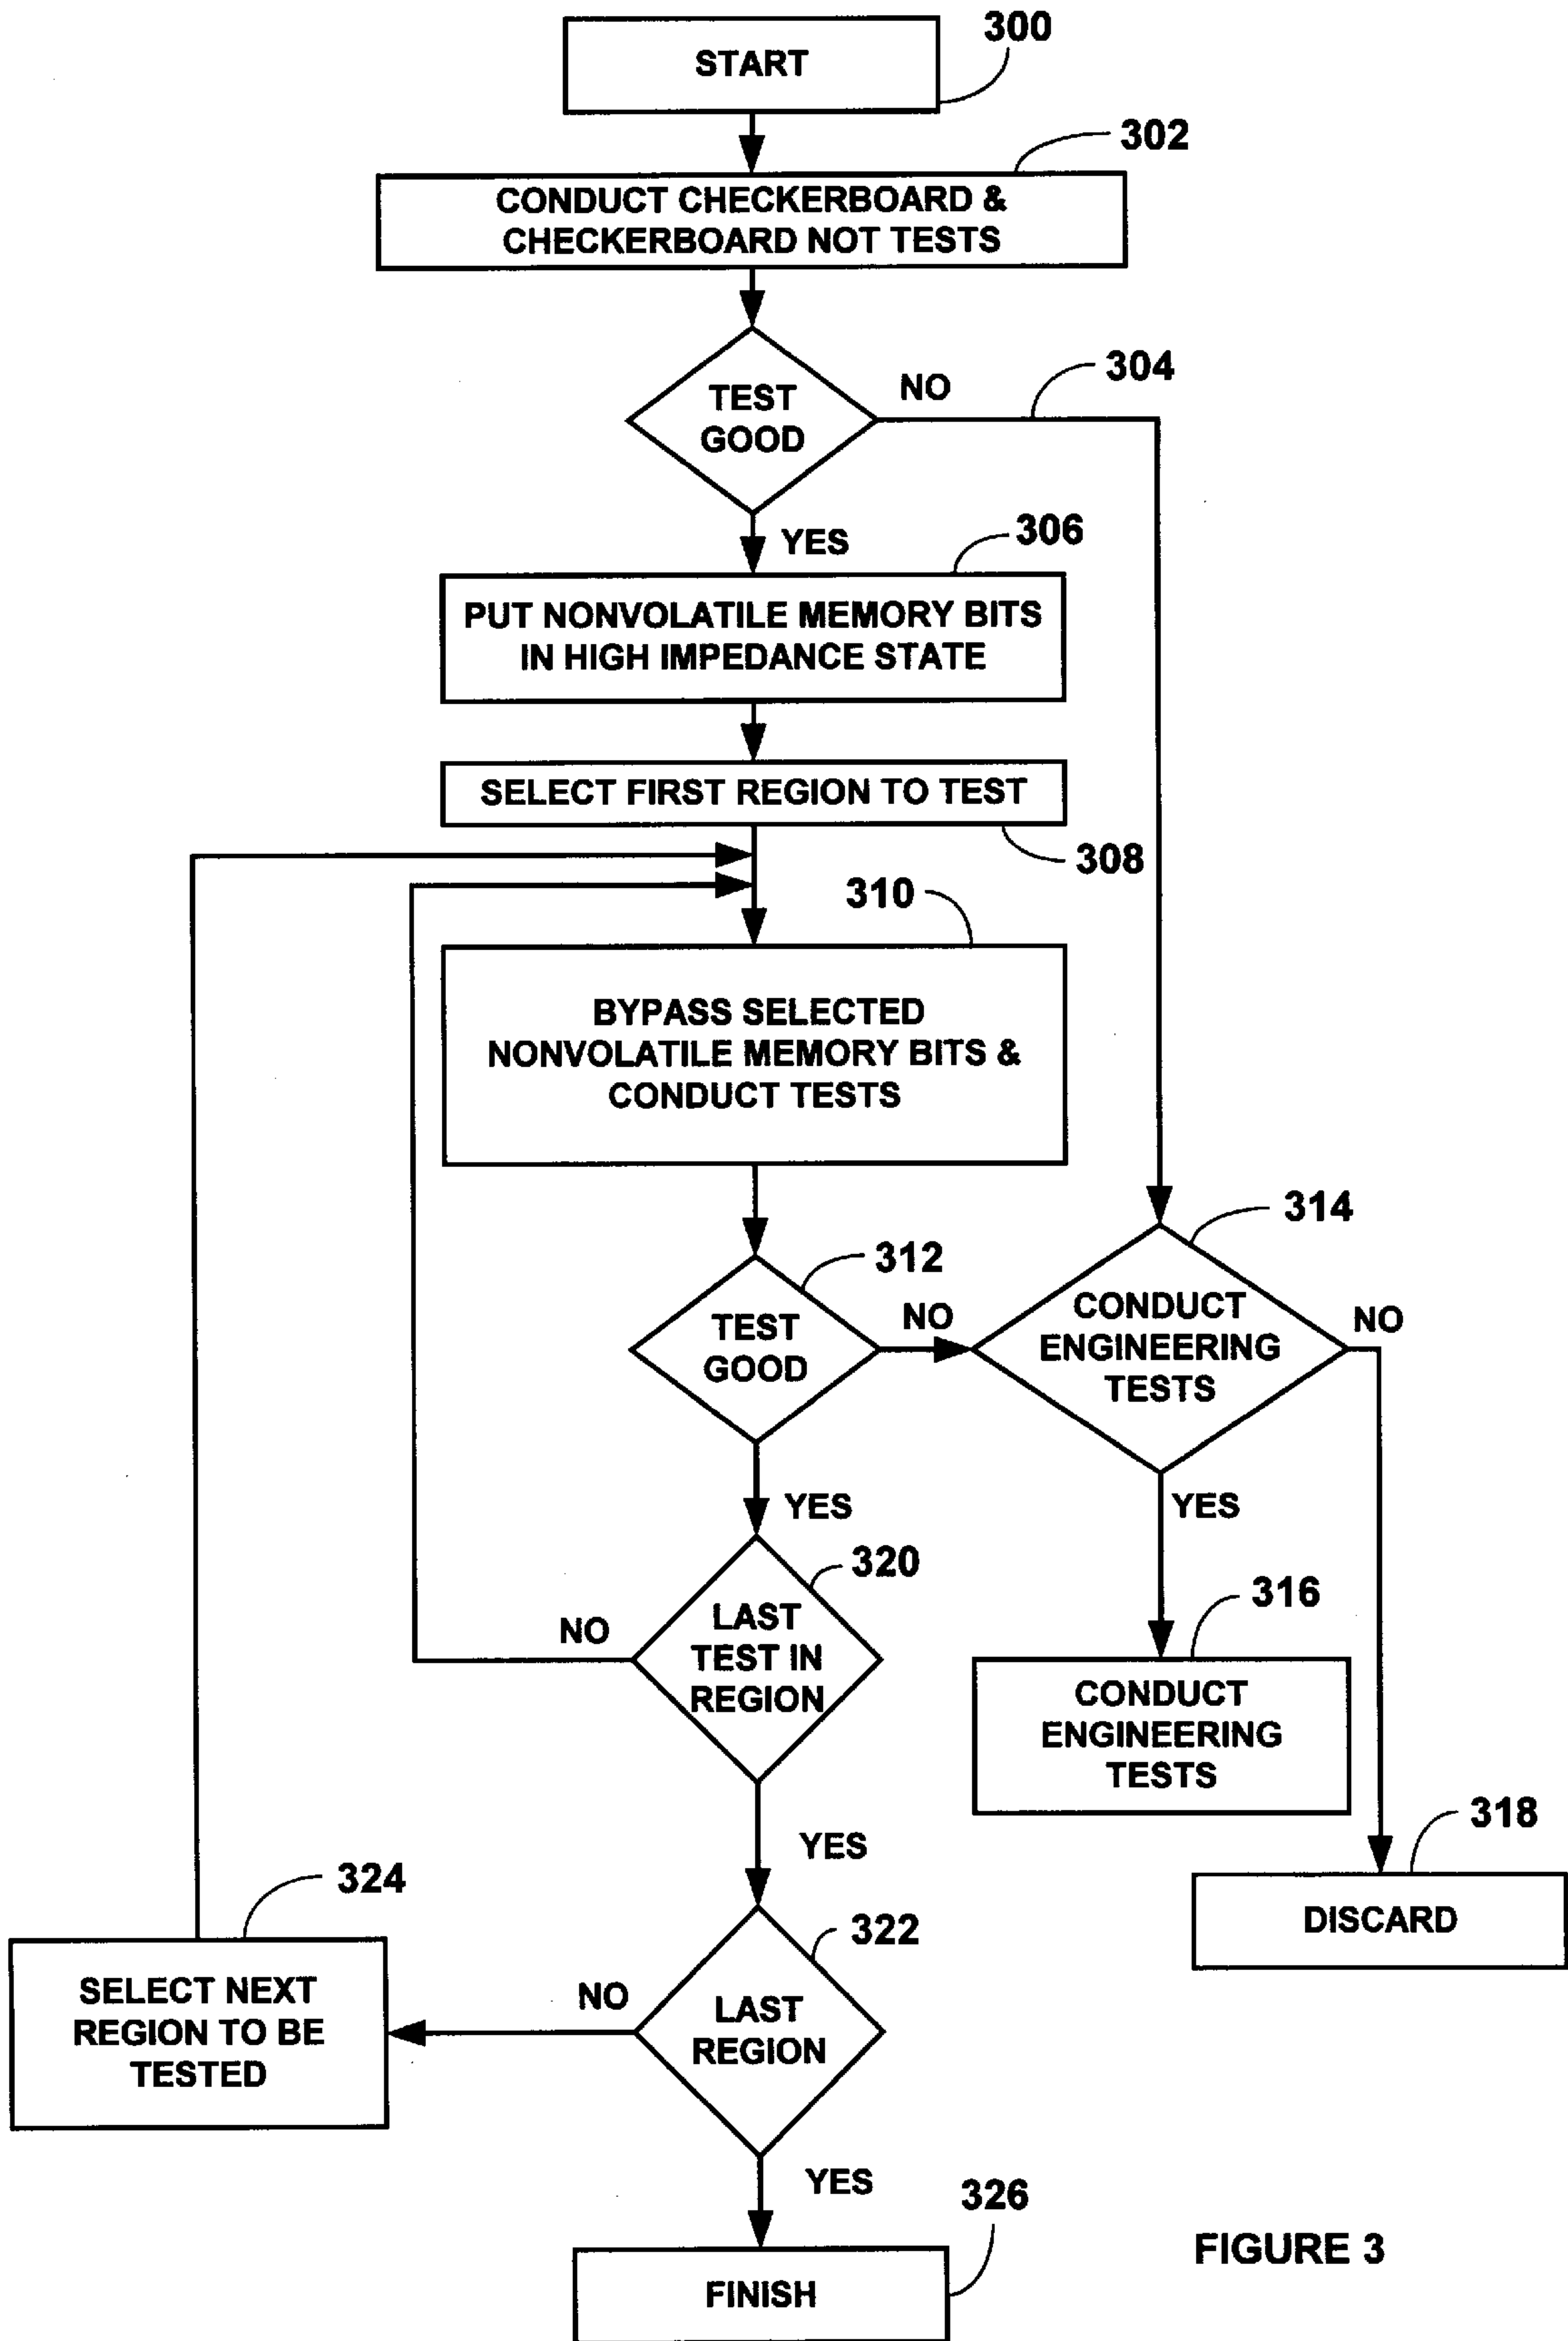 START
300
302
CONDUCT CHECKERBOARD &
CHECKERBOARD NOT TESTS
TEST
GOOD
NO
304
YES
306
PUT NONVOLATILE MEMORY BITS
IN HIGH IMPEDANCE STATE
SELECT FIRST REGION TO TEST
308
310
BYPASS SELECTED
NONVOLATILE MEMORY BITS &
CONDUCT TESTS
312
TEST
GOOD
NO
314
CONDUCT
ENGINEERING
TESTS
NO
YES
YES
320
LAST
TEST IN
REGION
NO
316
CONDUCT
ENGINEERING
TESTS
YES
318
DISCARD
322
LAST
REGION
NO
324
SELECT NEXT
REGION TO BE
TESTED
YES
326
FINISH
FIGURE 3